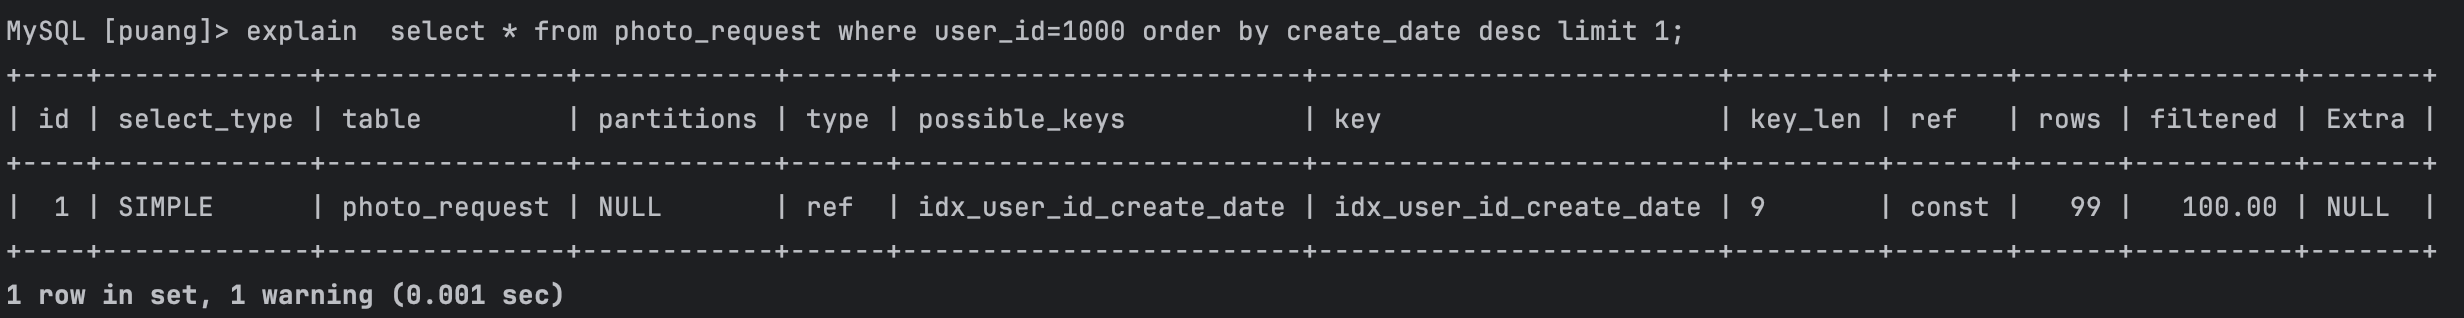 MySQL [puang]> explain  select * from photo_request where user_id=1000 order by create_date desc limit 1;
+----+-------------+---------------+------------+------+-------------------------+-------------------------+---------+-------+------+----------+-------+
| id | select_type | table         | partitions | type | possible_keys           | key                     | key_len | ref   | rows | filtered | Extra |
+----+-------------+---------------+------------+------+-------------------------+-------------------------+---------+-------+------+----------+-------+
|  1 | SIMPLE      | photo_request | NULL       | ref  | idx_user_id_create_date | idx_user_id_create_date | 9       | const |   99 |   100.00 | NULL  |
+----+-------------+---------------+------------+------+-------------------------+-------------------------+---------+-------+------+----------+-------+
1 row in set, 1 warning (0.001 sec)